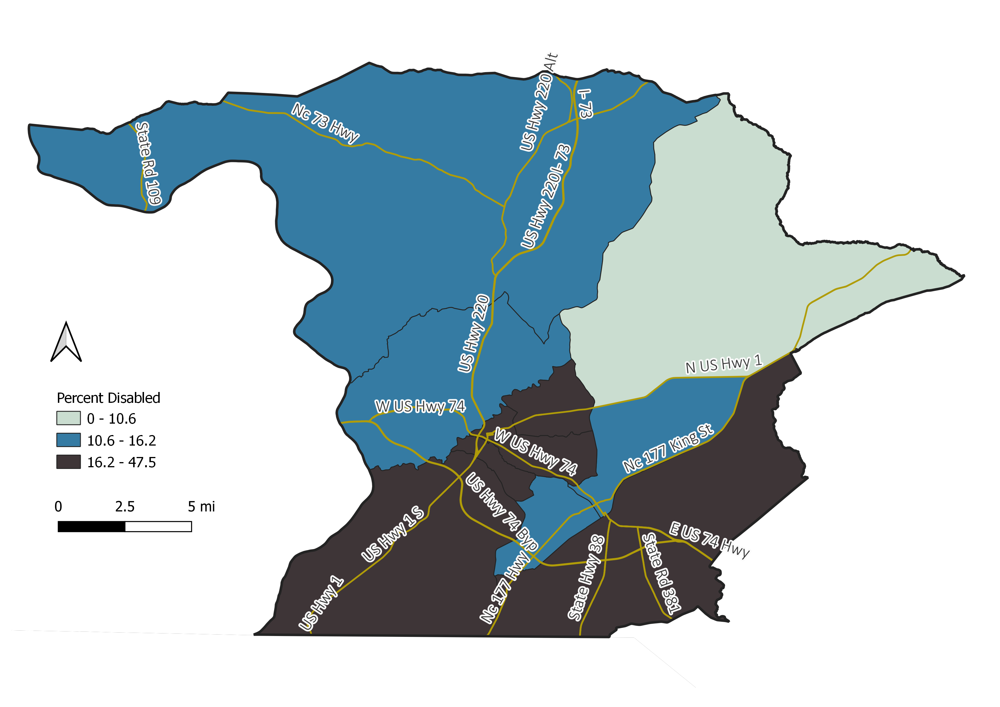 US Hwy 220 Alt
I- 73
Nc 73 Hwy
State Rd 109
US Hwy 220I- 73
US Hwy 220
N US Hwy 1
Percent Disabled
0 - 10.6
10.6 - 16.2
16.2 - 47.5
W US Hwy 74
W US Hwy 74
Nc 177 King St
US Hwy 74 Byp
0 2.5 5 mi
US Hwy 1 S
E US 74 Hwy
State Hwy 38
State Rd 381
Nc 177 Hwy
US Hwy 1